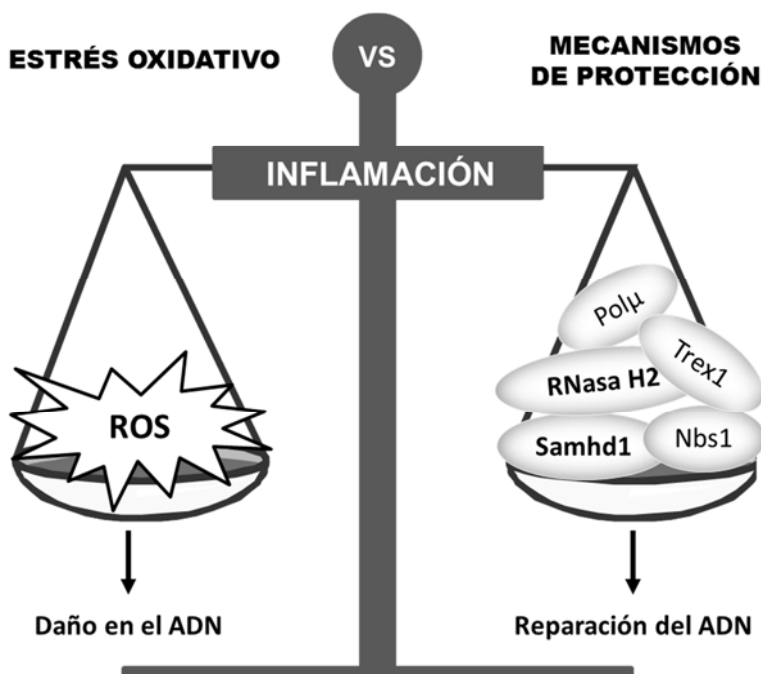 ESTRÉS OXIDATIVO
VS
MECANISMOS
DE PROTECCIÓN
INFLAMACIÓN
ROS
Polμ
Trex1
RNasa H2
Samhd1
Nbs1
Daño en el ADN
Reparación del ADN